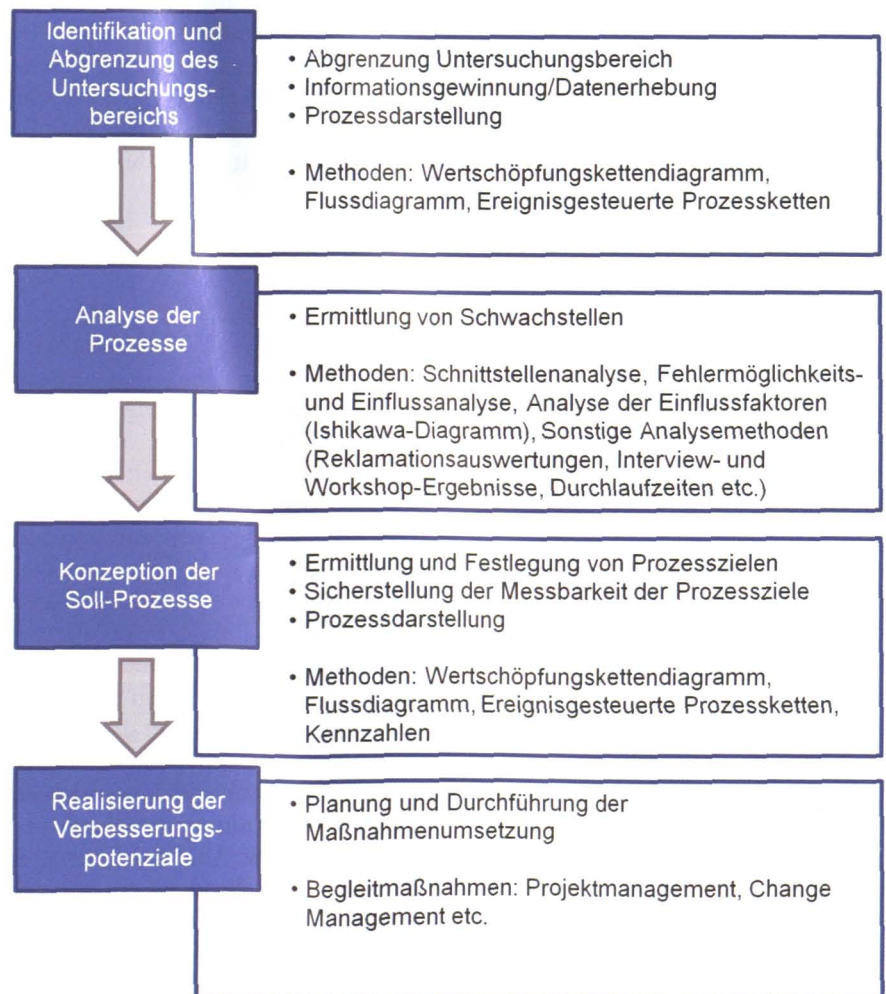 Identifikation und
Abgrenzung des
Untersuchungs-
bereichs
• Abgrenzung Untersuchungsbereich
• Informationsgewinnung/Datenerhebung
• Prozessdarstellung
• Methoden: Wertschöpfungskettendiagramm,
Flussdiagramm, Ereignisgesteuerte Prozessketten
Analyse der
Prozesse
• Ermittlung von Schwachstellen
• Methoden: Schnittstellenanalyse, Fehlermöglichkeits-
und Einflussanalyse, Analyse der Einflussfaktoren
(Ishikawa-Diagramm), Sonstige Analysemethoden
(Reklamationsauswertungen, Interview- und
Workshop-Ergebnisse, Durchlaufzeiten etc.)
Konzeption der
Soll-Prozesse
• Ermittlung und Festlegung von Prozesszielen
• Sicherstellung der Messbarkeit der Prozessziele
• Prozessdarstellung
• Methoden: Wertschöpfungskettendiagramm,
Flussdiagramm, Ereignisgesteuerte Prozessketten,
Kennzahlen
Realisierung der
Verbesserungs-
potenziale
• Planung und Durchführung der
Maßnahmenumsetzung
• Begleitmaßnahmen: Projektmanagement, Change
Management etc.